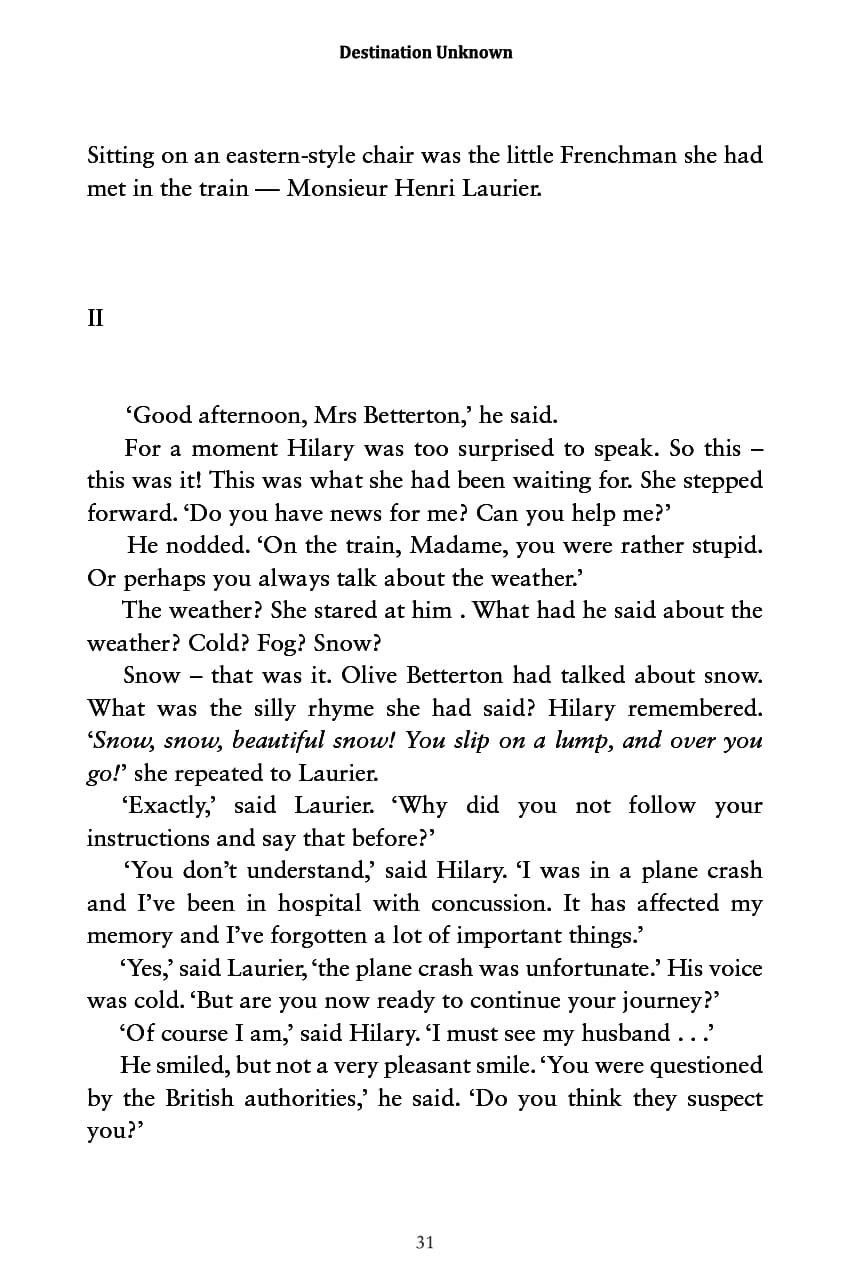 Destination Unknown
Sitting on an eastern-style chair was the little Frenchman she had
met in the train — Monsieur Henri Laurier.
II
‘Good afternoon, Mrs Betterton,’ he said.
For a moment Hilary was too surprised to speak. So this –
this was it! This was what she had been waiting for. She stepped
forward. ‘Do you have news for me? Can you help me?’
He nodded. ‘On the train, Madame, you were rather stupid.
Or perhaps you always talk about the weather.’
The weather? She stared at him . What had he said about the
weather? Cold? Fog? Snow?
Snow – that was it. Olive Betterton had talked about snow.
What was the silly rhyme she had said? Hilary remembered.
‘Snow, snow, beautiful snow! You slip on a lump, and over you
go!’ she repeated to Laurier.
‘Exactly,’ said Laurier. ‘Why did you not follow your
instructions and say that before?’
‘You don’t understand,’ said Hilary. ‘I was in a plane crash
and I’ve been in hospital with concussion. It has affected my
memory and I’ve forgotten a lot of important things.’
‘Yes,’ said Laurier, ‘the plane crash was unfortunate.’ His voice
was cold. ‘But are you now ready to continue your journey?’
‘Of course I am,’ said Hilary. ‘I must see my husband . . .’
He smiled, but not a very pleasant smile. ‘You were questioned
by the British authorities,’ he said. ‘Do you think they suspect
you?’
31